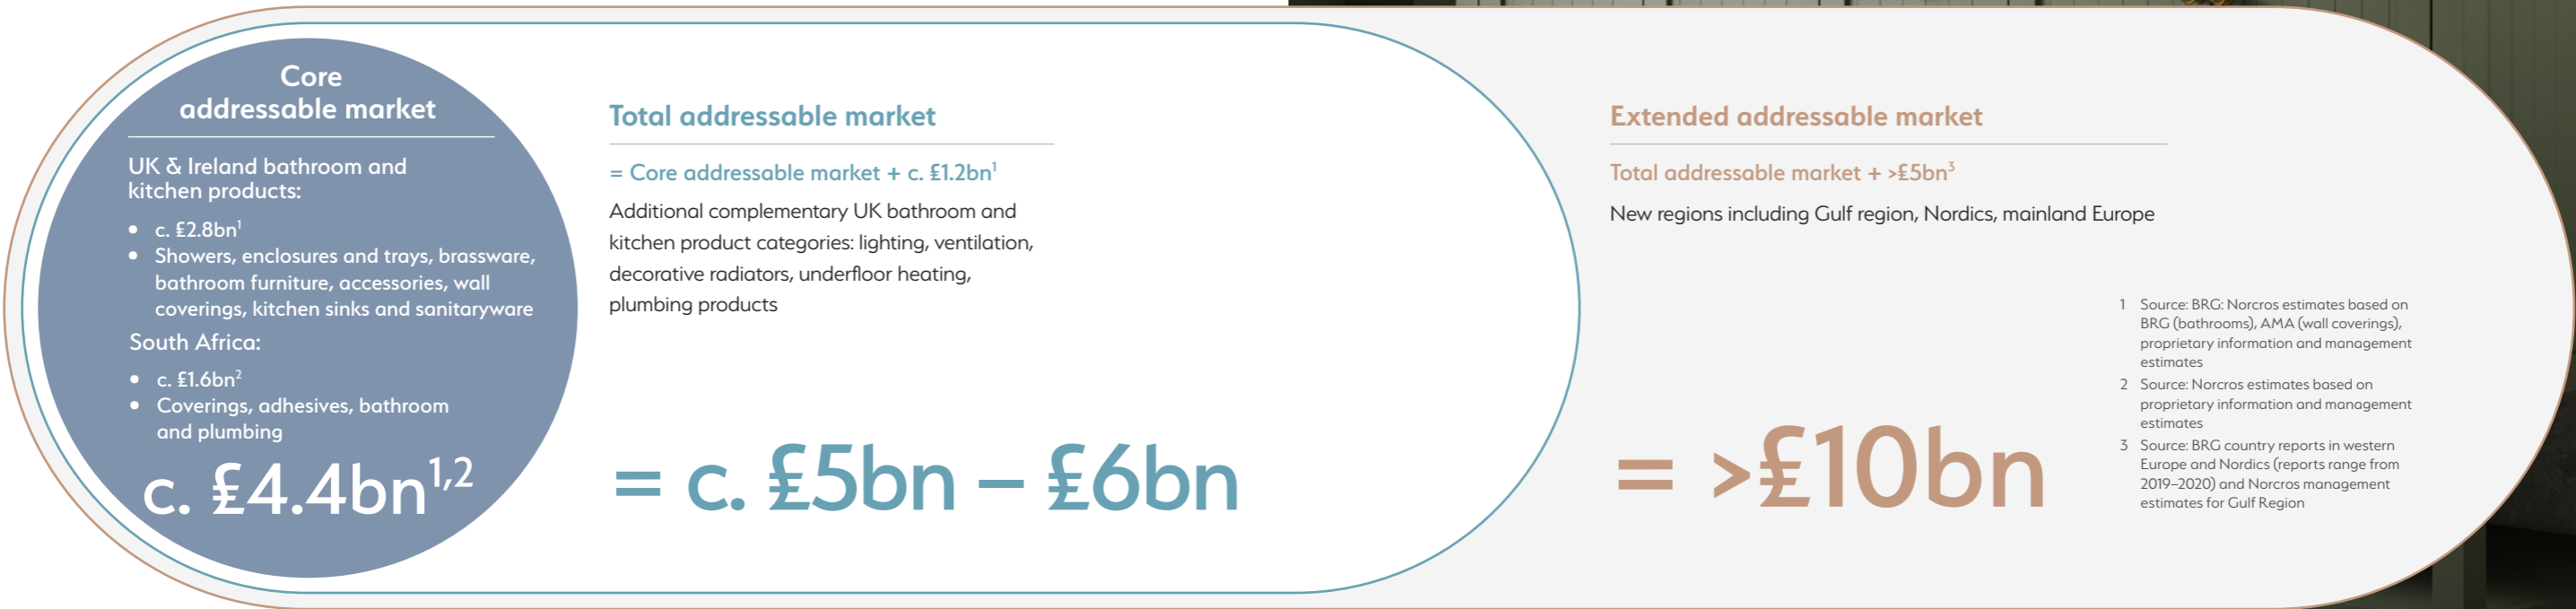 Core
addressable market
UK & Ireland bathroom and
kitchen products:
• c. £2.8bn1
• Showers, enclosures and trays, brassware,
bathroom furniture, accessories, wall
coverings, kitchen sinks and sanitaryware
South Africa:
• c. £1.6bn2
• Coverings, adhesives, bathroom
and plumbing
c. £4.4bn1,2
Total addressable market
= Core addressable market + c. £1.2bn1
Additional complementary UK bathroom and
kitchen product categories: lighting, ventilation,
decorative radiators, underfloor heating,
plumbing products
= c. £5bn – £6bn
Extended addressable market
Total addressable market + >£5bn3
New regions including Gulf region, Nordics, mainland Europe
= >£10bn
1 Source: BRG: Norcros estimates based on
BRG (bathrooms), AMA (wall coverings),
proprietary information and management
estimates
2 Source: Norcros estimates based on
proprietary information and management
estimates
3 Source: BRG country reports in western
Europe and Nordics (reports range from
2019–2020) and Norcros management
estimates for Gulf Region